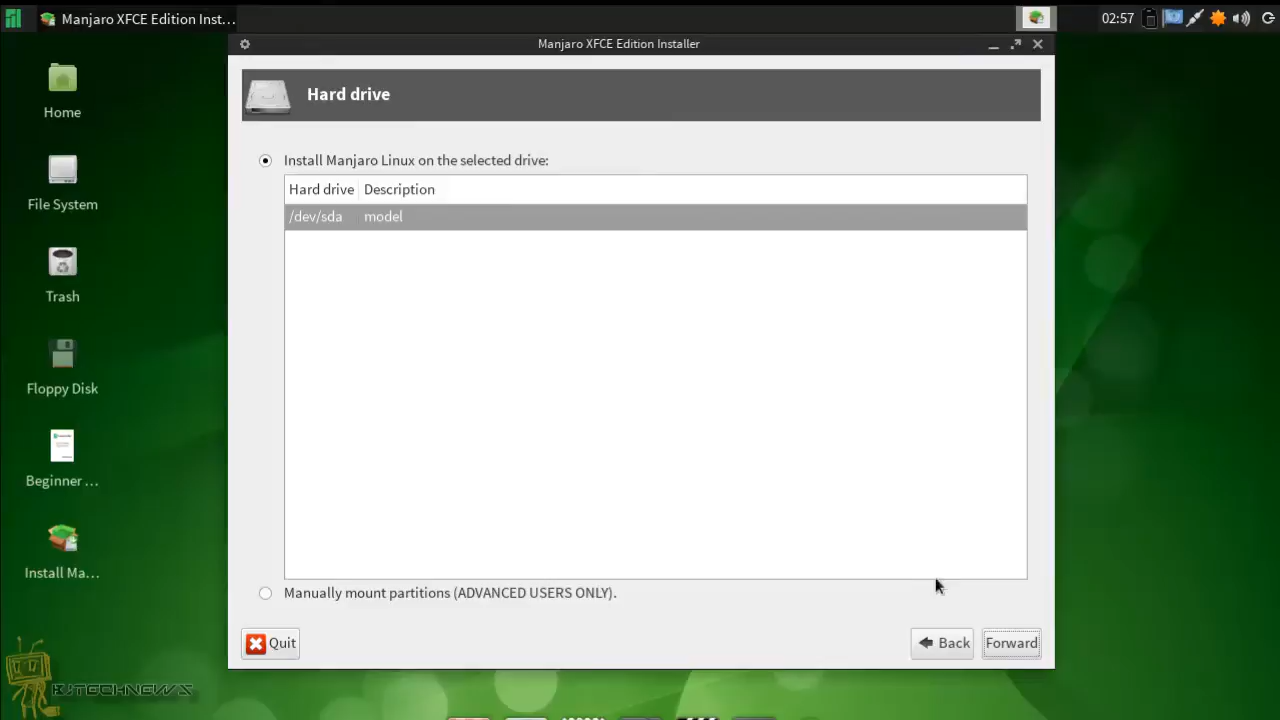 Manjaro XFCE Edition Inst...
02:57
Manjaro XFCE Edition Installer
Home
File System
Trash
Floppy Disk
Beginner ...
Install Ma...
Hard drive
Install Manjaro Linux on the selected drive:
Hard drive Description
/dev/sda model
Manually mount partitions (ADVANCED USERS ONLY).
Quit
Back
Forward
BJTECHNEWS